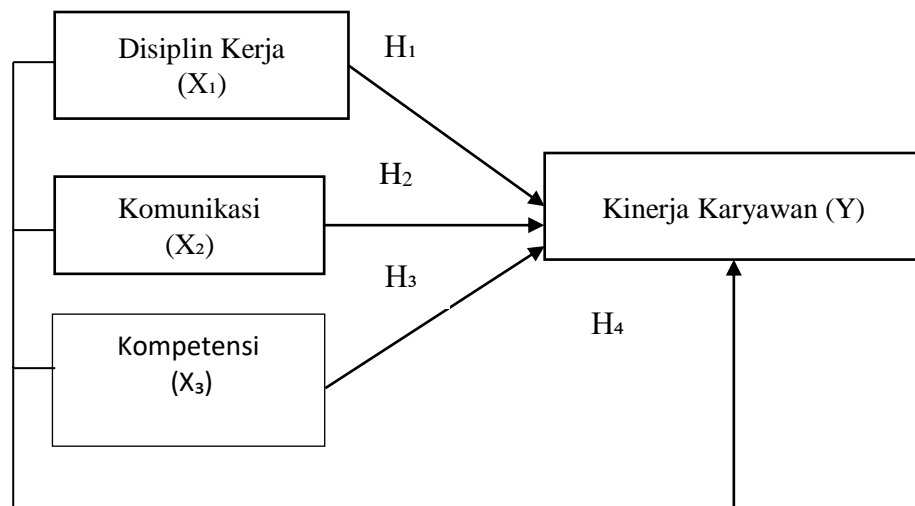 Disiplin Kerja
(X₁)
H₁
H₂
Komunikasi
(X₂)
Kinerja Karyawan (Y)
H₃
Kompetensi
(X₃)
H₄